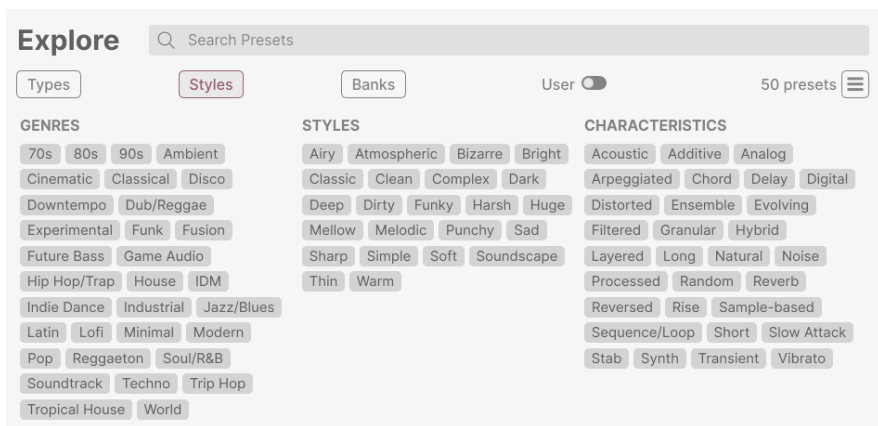 Explore
Search Presets
Types
Styles
Banks
User
50 presets
GENRES
70s 80s 90s Ambient
Cinematic Classical Disco
Downtempo Dub/Reggae
Experimental Funk Fusion
Future Bass Game Audio
Hip Hop/Trap House IDM
Indie Dance Industrial Jazz/Blues
Latin Lofi Minimal Modern
Pop Reggaeton Soul/R&B
Soundtrack Techno Trip Hop
Tropical House World
STYLES
Airy Atmospheric Bizarre Bright
Classic Clean Complex Dark
Deep Dirty Funky Harsh Huge
Mellow Melodic Punchy Sad
Sharp Simple Soft Soundscape
Thin Warm
CHARACTERISTICS
Acoustic Additive Analog
Arpeggiated Chord Delay Digital
Distorted Ensemble Evolving
Filtered Granular Hybrid
Layered Long Natural Noise
Processed Random Reverb
Reversed Rise Sample-based
Sequence/Loop Short Slow Attack
Stab Synth Transient Vibrato